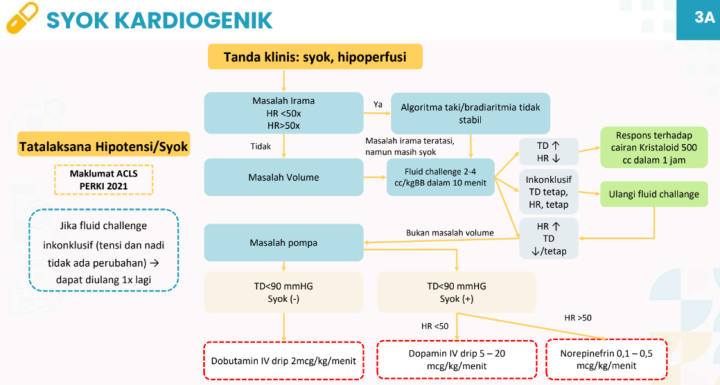 SYOK KARDIOGENIK
3A
Tanda klinis: syok, hipoperfusi
Masalah Irama
HR <50x
HR>50x
Ya
Algoritma taki/bradiaritmia tidak
stabil
Tidak
Masalah irama teratasi,
namun masih syok
Tatalaksana Hipotensi/Syok
Maklumat ACLS
PERKI 2021
Jika fluid challenge
inkonklusif (tensi dan nadi
tidak ada perubahan) →
dapat diulang 1x lagi
Masalah Volume
Fluid challenge 2-4
cc/kgBB dalam 10 menit
TD ↑
HR ↓
Respons terhadap
cairan Kristaloid 500
cc dalam 1 jam
Inkonklusif
TD tetap,
HR, tetap
Ulangi fluid challange
HR ↑
TD
↓/tetap
Bukan masalah volume
Masalah pompa
TD<90 mmHG
Syok (-)
TD<90 mmHG
Syok (+)
HR <50
HR >50
Dobutamin IV drip 2mcg/kg/menit
Dopamin IV drip 5 – 20
mcg/kg/menit
Norepinefrin 0,1 – 0,5
mcg/kg/menit